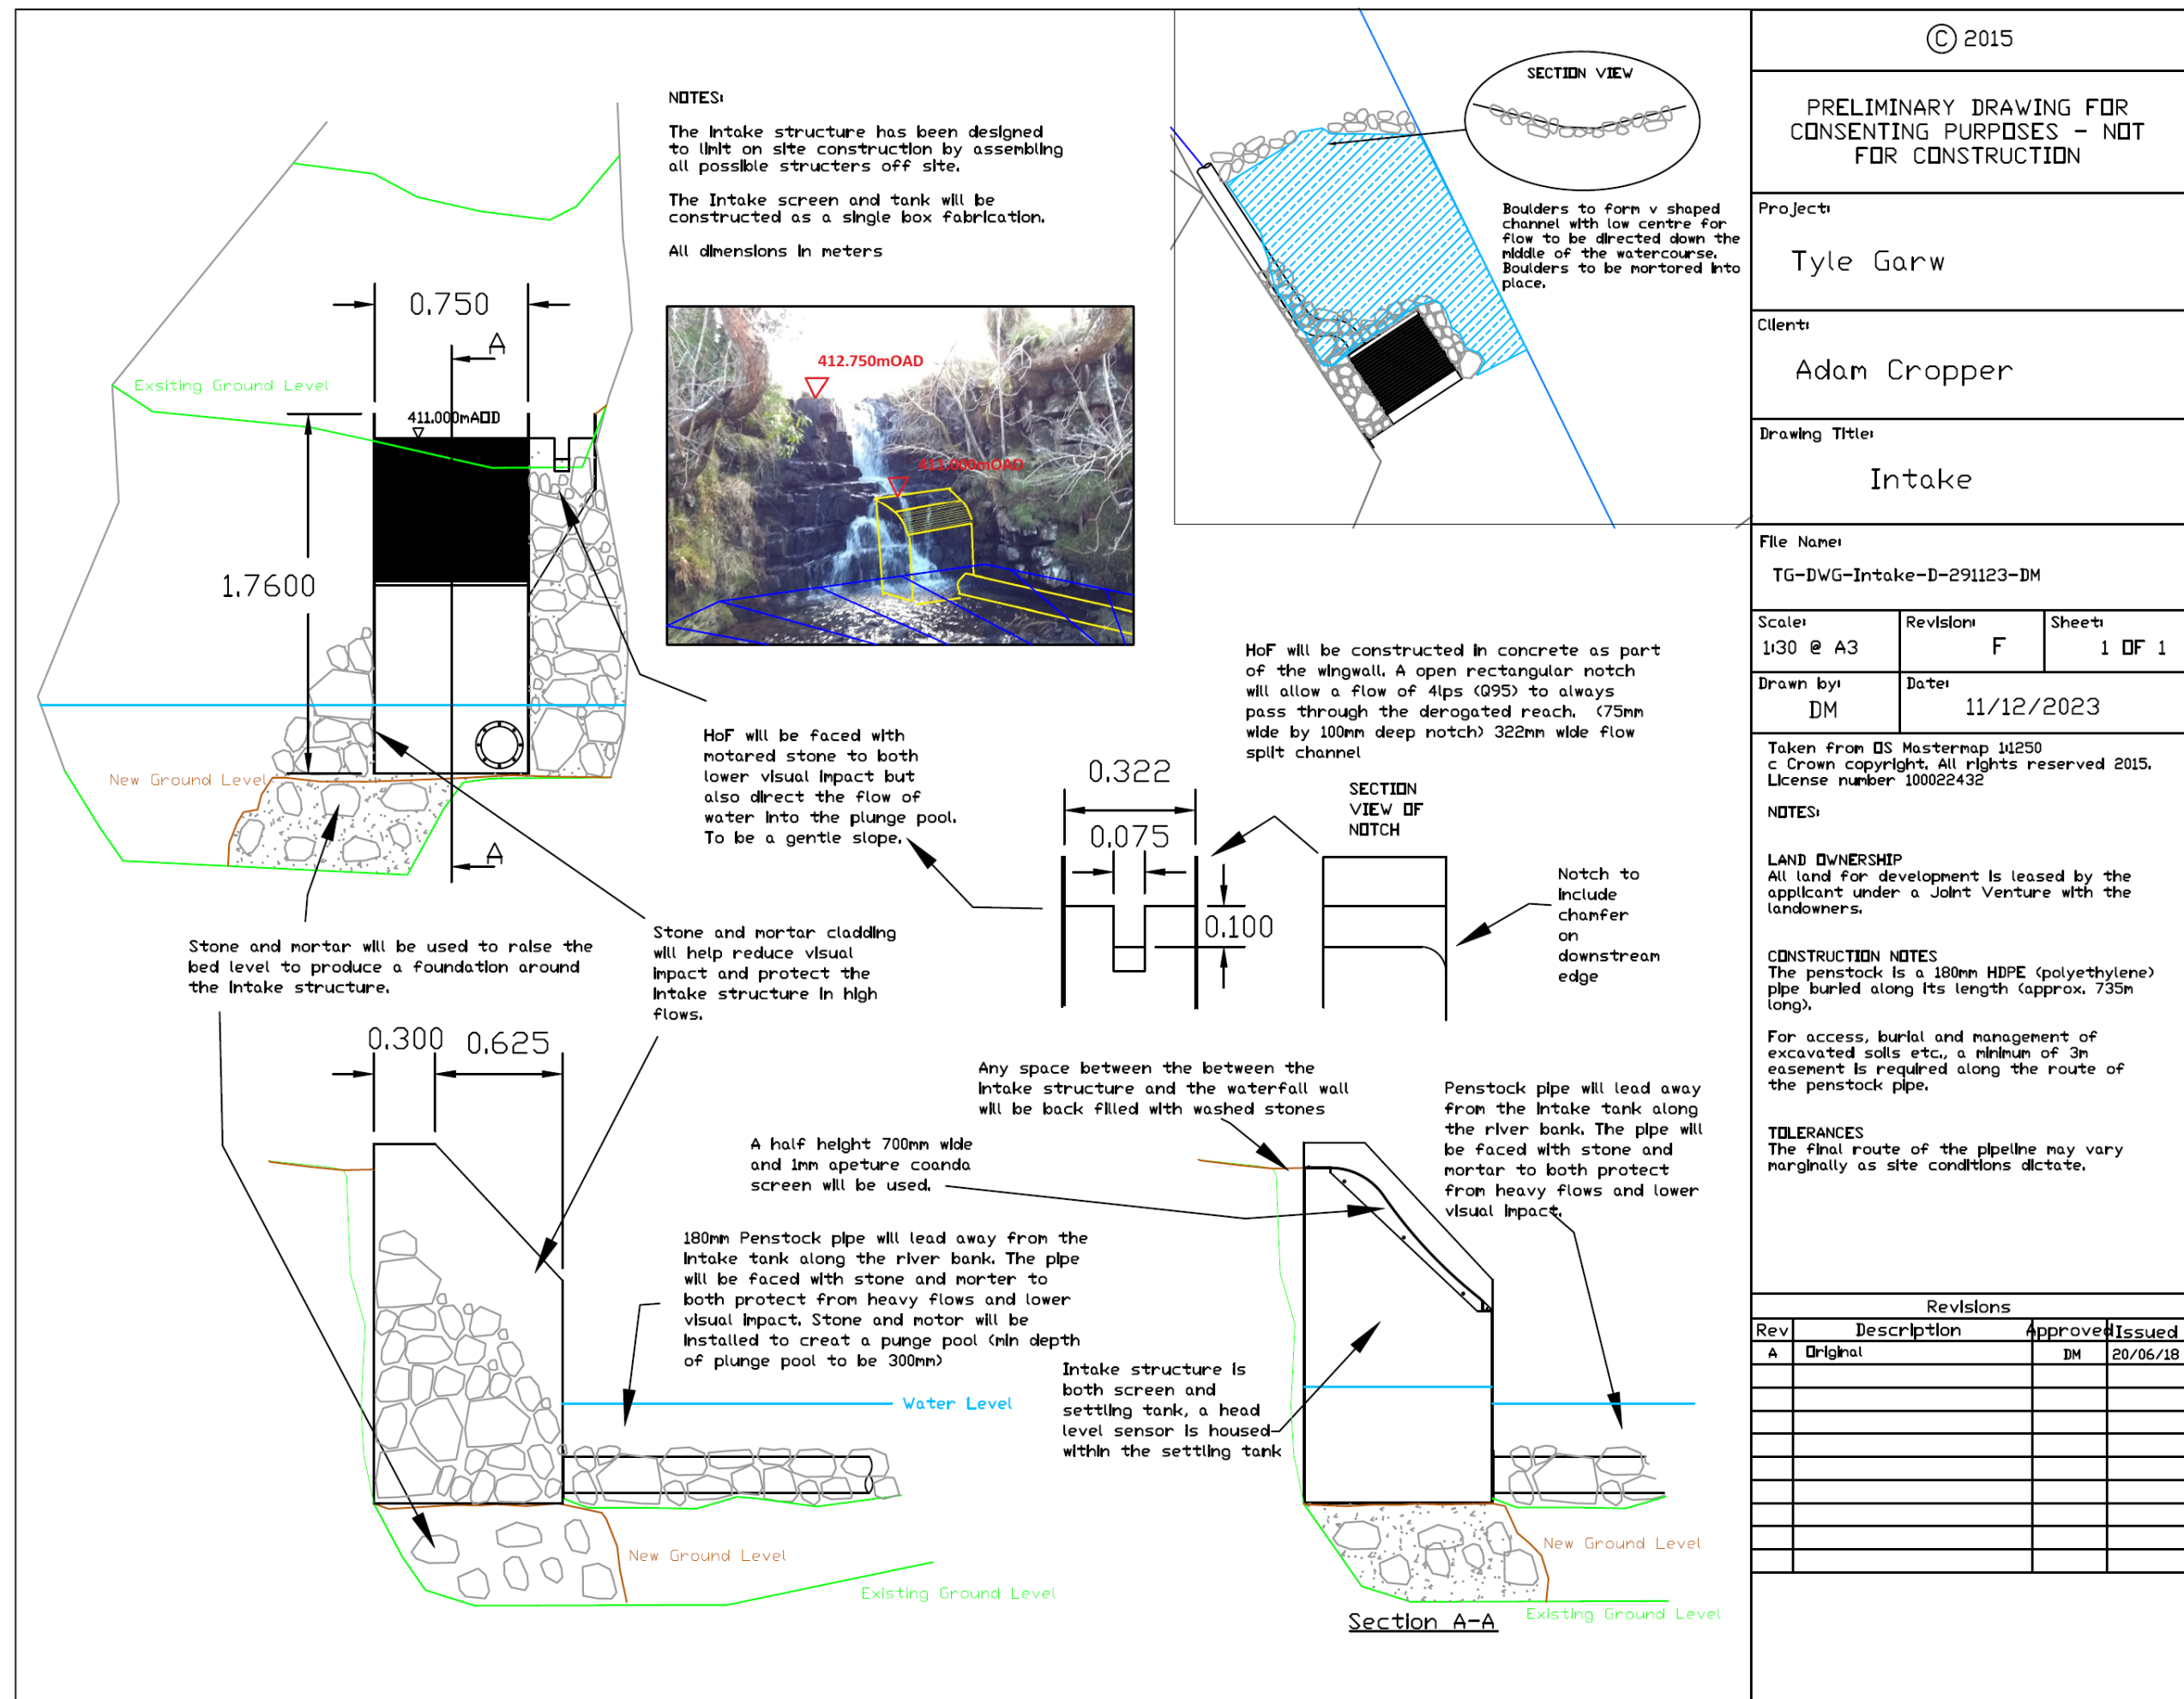 NOTES:
The Intake structure has been designed
to limit on site construction by assembling
all possible structers off site.
The Intake screen and tank will be
constructed as a single box fabrication.
All dimensions in meters
0.750
A
Exsiting Ground Level
411.000mAOD
1.7600
New Ground Level
A
412.750mOAD
411.000mOAD
SECTION VIEW
Boulders to form v shaped
channel with low centre for
flow to be directed down the
middle of the watercourse.
Boulders to be mortored into
place.
HoF will be faced with
motared stone to both
lower visual impact but
also direct the flow of
water into the plunge pool.
To be a gentle slope.
HoF will be constructed in concrete as part
of the wingwall. A open rectangular notch
will allow a flow of 4lps (Q95) to always
pass through the derogated reach.  (75mm
wide by 100mm deep notch) 322mm wide flow
split channel
0.322
0.075
0.100
SECTION
VIEW OF
NOTCH
Notch to
include
chamfer
on
downstream
edge
Stone and mortar will be used to raise the
bed level to produce a foundation around
the intake structure.
Stone and mortar cladding
will help reduce visual
impact and protect the
intake structure in high
flows.
0.300
0.625
Any space between the between the
intake structure and the waterfall wall
will be back filled with washed stones
A half height 700mm wide
and 1mm apeture coanda
screen will be used.
Penstock pipe will lead away
from the intake tank along
the river bank. The pipe will
be faced with stone and
mortar to both protect
from heavy flows and lower
visual impact.
180mm Penstock pipe will lead away from the
intake tank along the river bank. The pipe
will be faced with stone and morter to
both protect from heavy flows and lower
visual impact. Stone and motor will be
installed to creat a punge pool (min depth
of plunge pool to be 300mm)
Intake structure is
both screen and
settling tank, a head
level sensor is housed
within the settling tank
Water Level
New Ground Level
Existing Ground Level
New Ground Level
Existing Ground Level
Section A-A
© 2015
PRELIMINARY DRAWING FOR
CONSENTING PURPOSES - NOT
FOR CONSTRUCTION
Project:
Tyle Garw
Client:
Adam Cropper
Drawing Title:
Intake
File Name:
TG-DWG-Intake-D-291123-DM
Scale: Revision: Sheet:
1:30 @ A3 F 1 OF 1
Drawn by: Date:
DM 11/12/2023
Taken from OS Mastermap 1:1250
c Crown copyright. All rights reserved 2015.
License number 100022432
NOTES:
LAND OWNERSHIP
All land for development is leased by the
applicant under a Joint Venture with the
landowners.
CONSTRUCTION NOTES
The penstock is a 180mm HDPE (polyethylene)
pipe buried along its length (approx. 735m
long).
For access, burial and management of
excavated soils etc., a minimum of 3m
easement is required along the route of
the penstock pipe.
TOLERANCES
The final route of the pipeline may vary
marginally as site conditions dictate.
Revisions
Rev Description Approved Issued
A Original DM 20/06/18